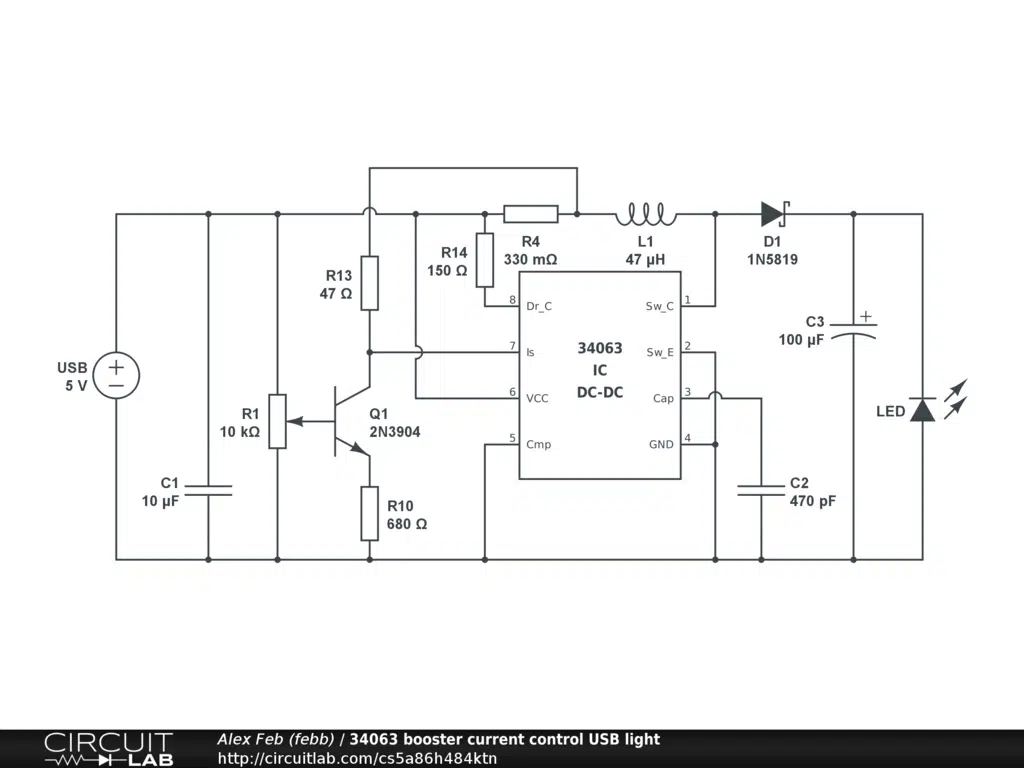 R13
47 Ω
R14
150 Ω
R4
330 mΩ
L1
47 μH
D1
1N5819
8
Dr_C
Sw_C
1
C3
100 μF
+
USB
5 V
7
Is
34063
IC
DC-DC
Sw_E
2
6
VCC
Cap
3
LED
R1
10 kΩ
Q1
2N3904
5
Cmp
GND
4
C1
10 μF
R10
680 Ω
C2
470 pF
CIRCUIT
LAB
Alex Feb (febb) / 34063 booster current control USB light
http://circuitlab.com/cs5a86h484ktn